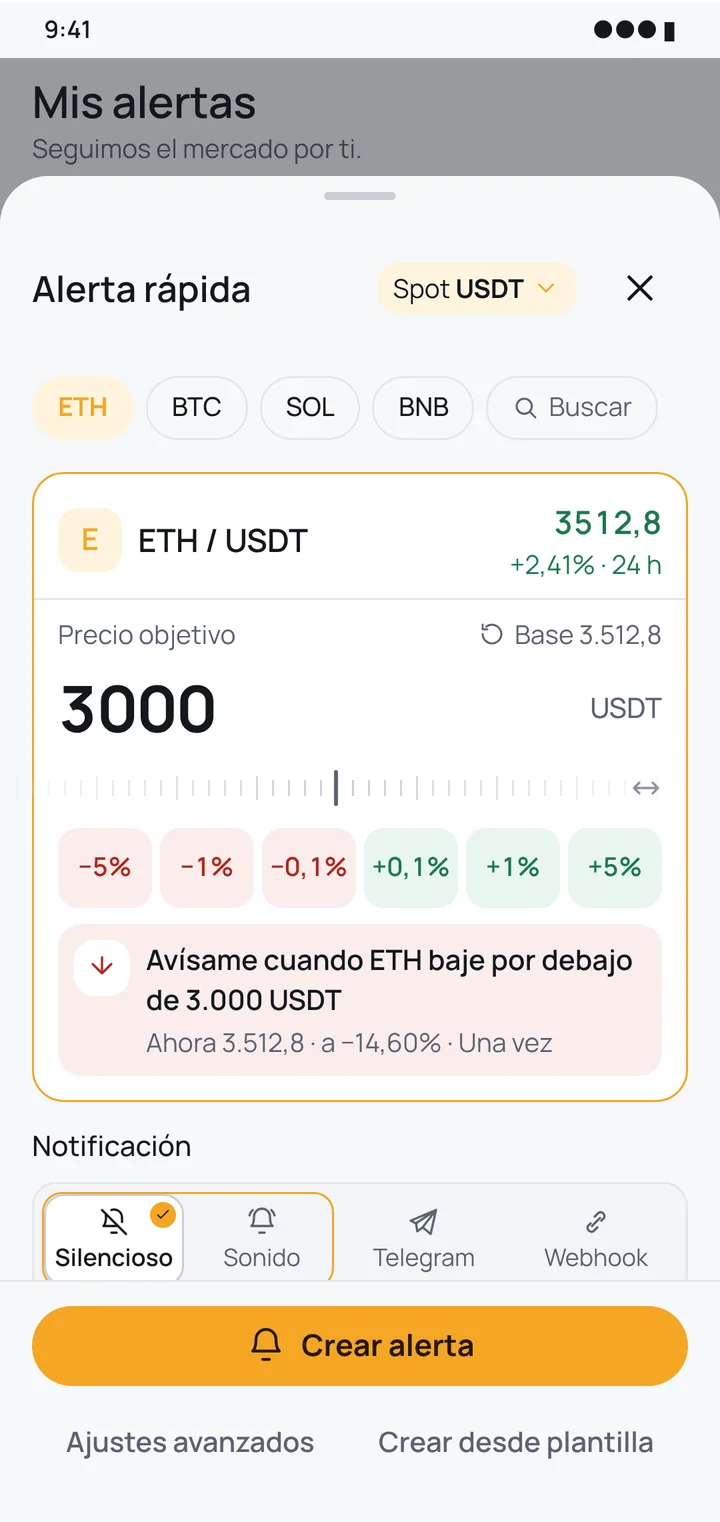 9:41
Mis alertas
Seguimos el mercado por ti.
Alerta rápida
Spot USDT
ETH
BTC
SOL
BNB
Buscar
E
ETH / USDT
3512,8
+2,41% · 24 h
Precio objetivo
Base 3.512,8
3000
USDT
−5%
−1%
−0,1%
+0,1%
+1%
+5%
Avísame cuando ETH baje por debajo
de 3.000 USDT
Ahora 3.512,8 · a −14,60% · Una vez
Notificación
Silencioso
Sonido
Telegram
Webhook
Crear alerta
Ajustes avanzados
Crear desde plantilla